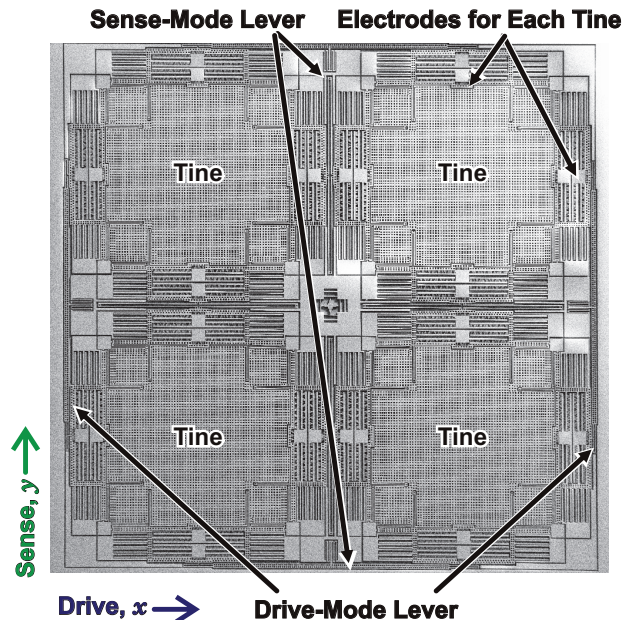 Sense-Mode Lever
Electrodes for Each Tine
Tine
Tine
Tine
Tine
Sense, y
Drive, x
Drive-Mode Lever